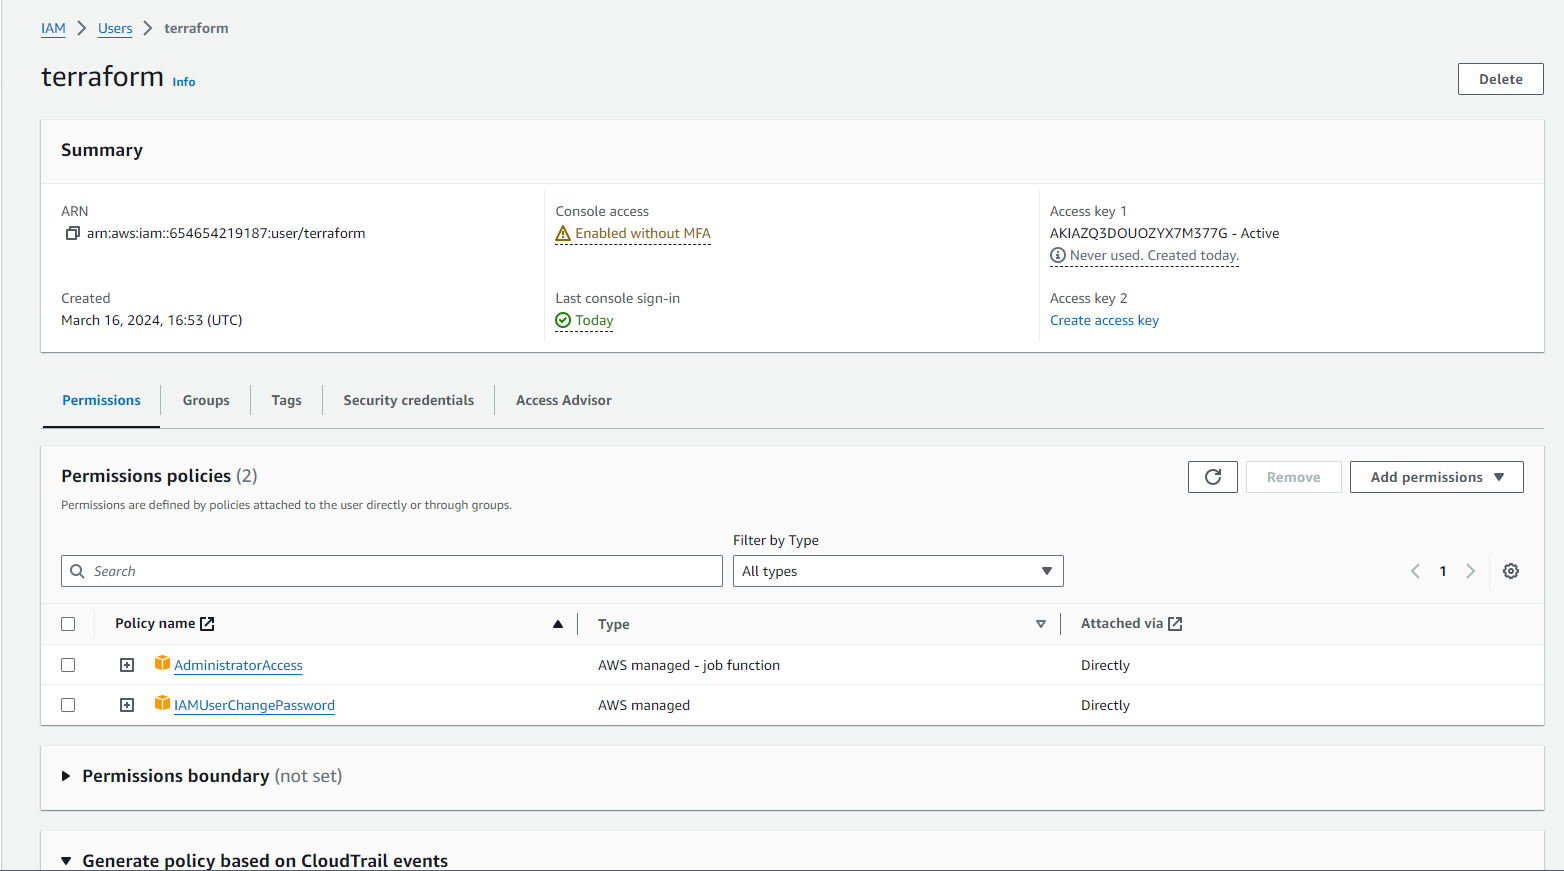 IAM > Users > terraform
terraform Info
Delete
Summary
ARN
arn:aws:iam::654654219187:user/terraform
Created
March 16, 2024, 16:53 (UTC)
Console access
Enabled without MFA
Last console sign-in
Today
Access key 1
AKIAZQ3DOUOZYX7M377G - Active
Never used. Created today.
Access key 2
Create access key
Permissions
Groups
Tags
Security credentials
Access Advisor
Permissions policies (2)
Permissions are defined by policies attached to the user directly or through groups.
Remove
Add permissions
Filter by Type
Search
All types
1
Policy name
Type
Attached via
AdministratorAccess
AWS managed - job function
Directly
IAMUserChangePassword
AWS managed
Directly
Permissions boundary (not set)
Generate policy based on CloudTrail events